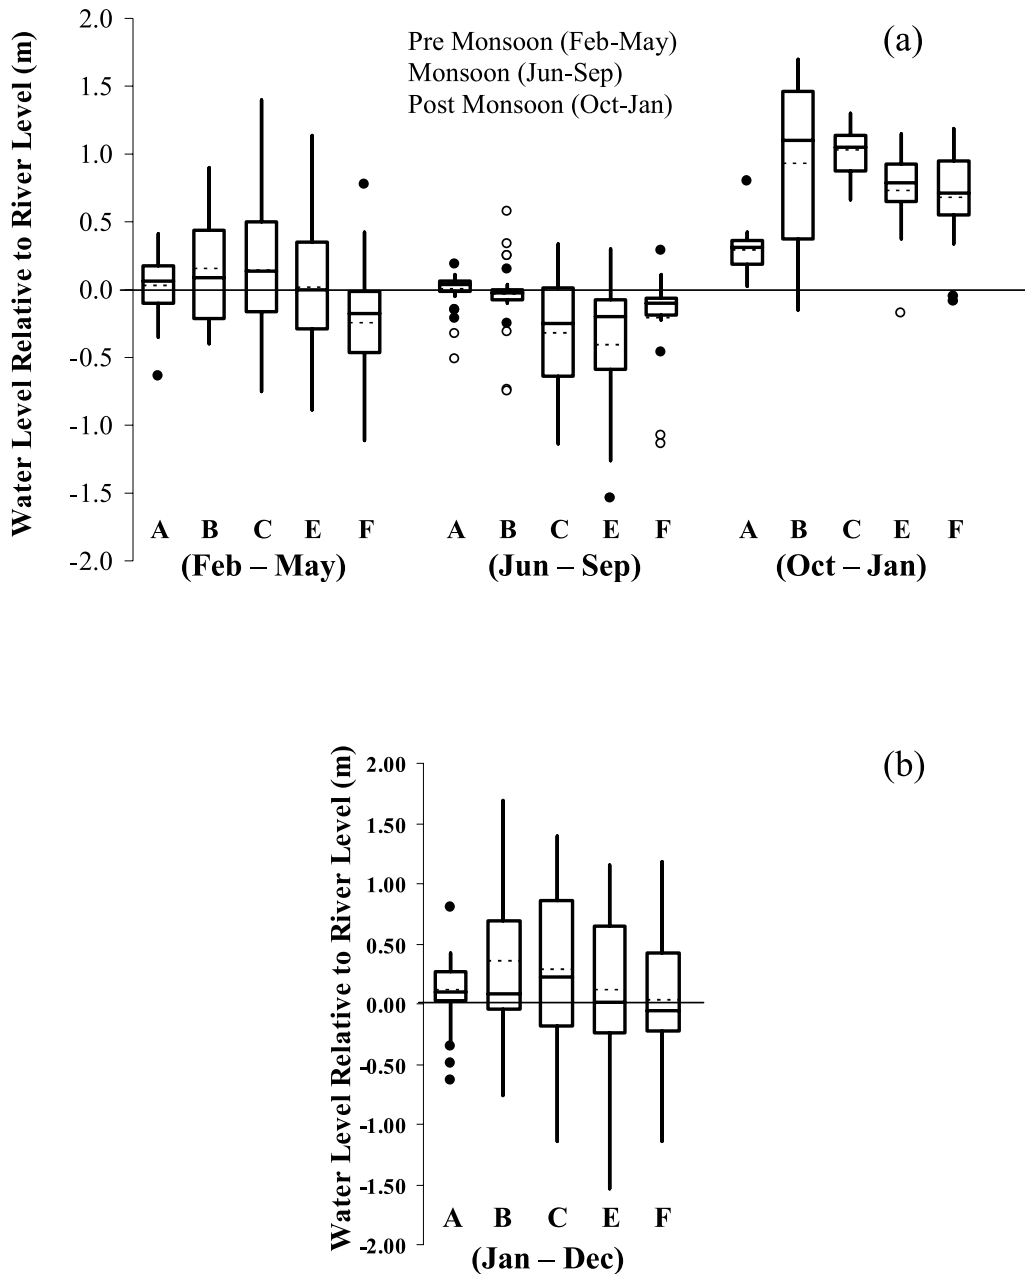 (a)
Pre Monsoon (Feb-May)
Monsoon (Jun-Sep)
Post Monsoon (Oct-Jan)
Water Level Relative to River Level (m)
2.0
1.5
1.0
0.5
0.0
-0.5
-1.0
-1.5
-2.0
A B C E F A B C E F A B C E F
(Feb – May) (Jun – Sep) (Oct – Jan)
(b)
Water Level Relative to River Level (m)
2.00
1.50
1.00
0.50
0.00
-0.50
-1.00
-1.50
-2.00
A B C E F
(Jan – Dec)